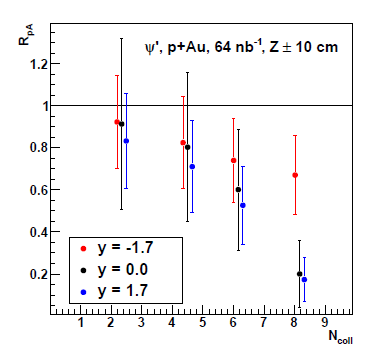 R_pA
ψ', p+Au, 64 nb⁻¹, Z ± 10 cm
1.2
1
0.8
0.6
0.4
0.2
y = -1.7
y = 0.0
y = 1.7
1 2 3 4 5 6 7 8 9
N_coll